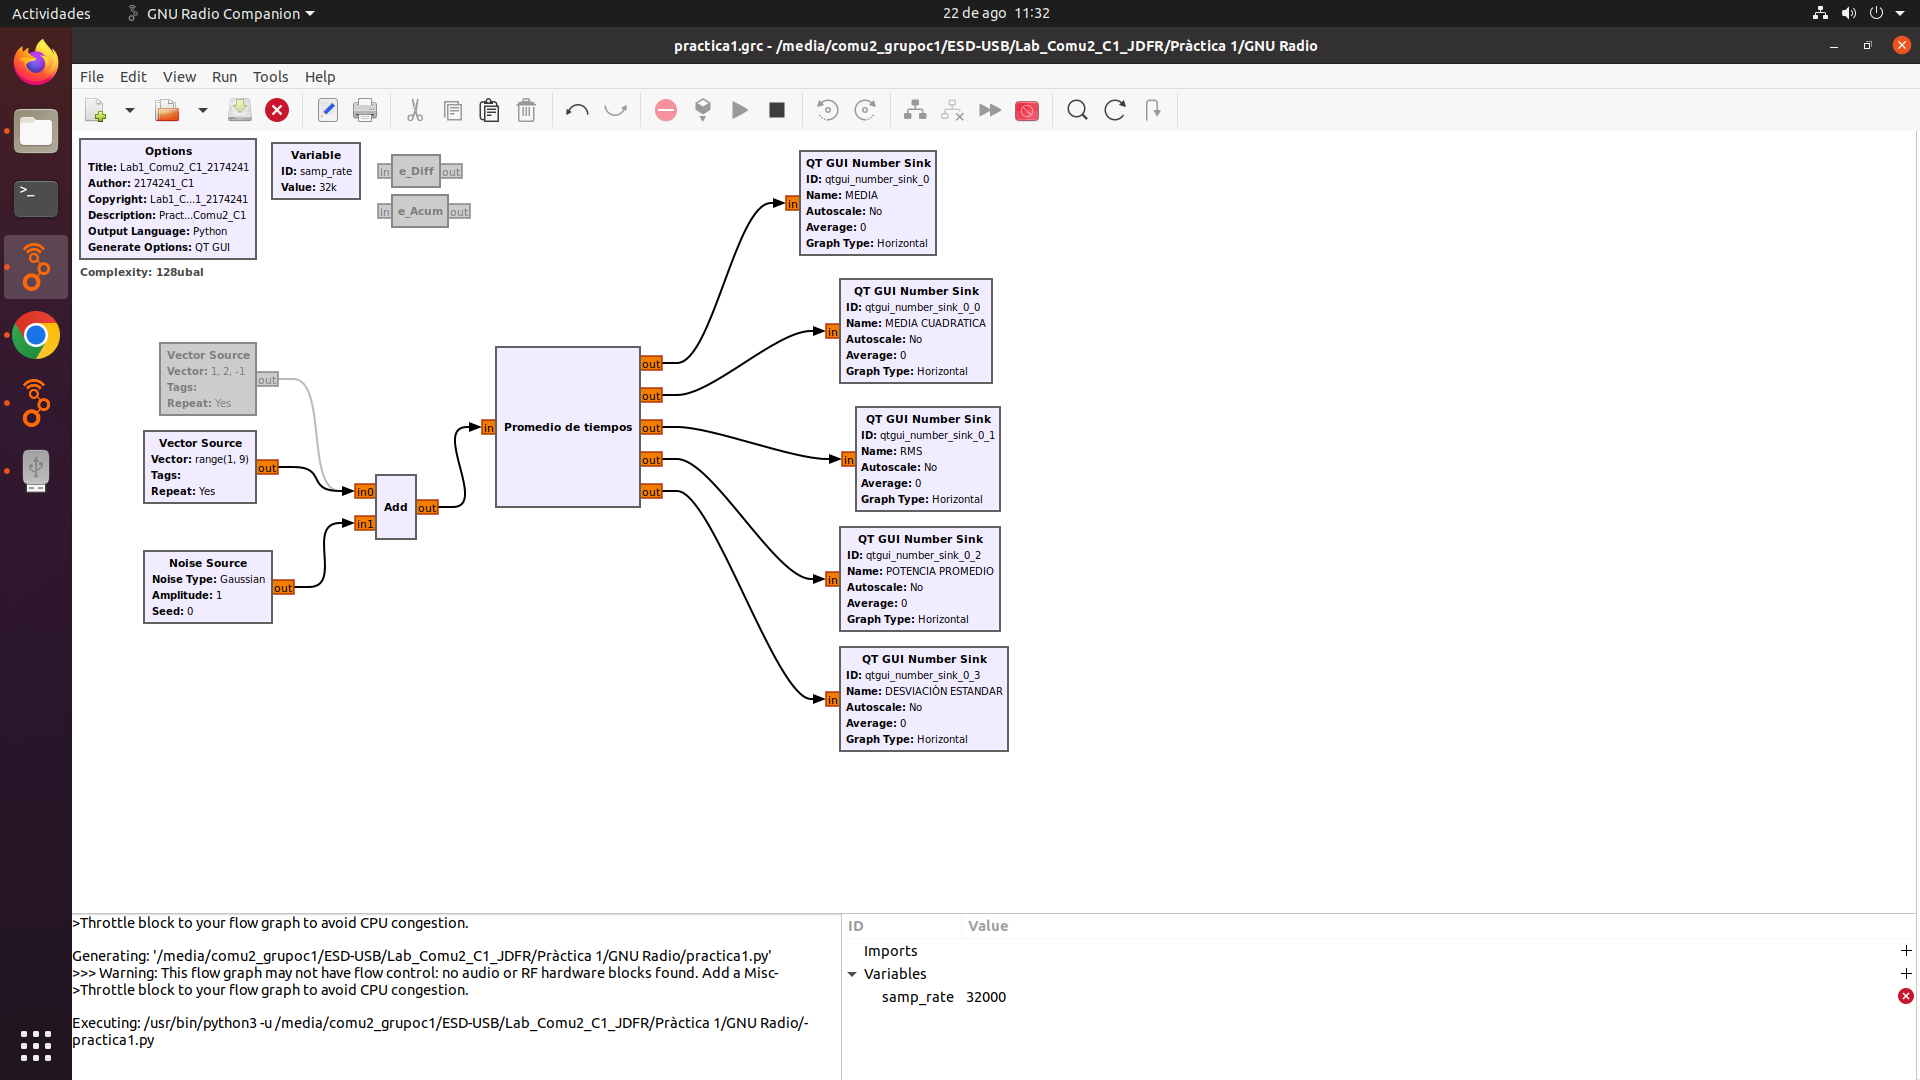 Actividades
GNU Radio Companion
22 de ago 11:32
practica1.grc - /media/comu2_grupoc1/ESD-USB/Lab_Comu2_C1_JDFR/Pràctica 1/GNU Radio
File Edit View Run Tools Help
Options
Title: Lab1_Comu2_C1_2174241
Author: 2174241_C1
Copyright: Lab1_C...1_2174241
Description: Pract...Comu2_C1
Output Language: Python
Generate Options: QT GUI
Complexity: 128ubal
Variable
ID: samp_rate
Value: 32k
in e_Diff out
in e_Acum out
Vector Source
Vector: 1, 2, -1
Tags:
Repeat: Yes
out
Vector Source
Vector: range(1, 9)
Tags:
Repeat: Yes
out
Noise Source
Noise Type: Gaussian
Amplitude: 1
Seed: 0
out
in0
in1
Add
out
in
Promedio de tiempos
out
out
out
out
out
in
QT GUI Number Sink
ID: qtgui_number_sink_0
Name: MEDIA
Autoscale: No
Average: 0
Graph Type: Horizontal
in
QT GUI Number Sink
ID: qtgui_number_sink_0_0
Name: MEDIA CUADRATICA
Autoscale: No
Average: 0
Graph Type: Horizontal
in
QT GUI Number Sink
ID: qtgui_number_sink_0_1
Name: RMS
Autoscale: No
Average: 0
Graph Type: Horizontal
in
QT GUI Number Sink
ID: qtgui_number_sink_0_2
Name: POTENCIA PROMEDIO
Autoscale: No
Average: 0
Graph Type: Horizontal
in
QT GUI Number Sink
ID: qtgui_number_sink_0_3
Name: DESVIACIÒN ESTANDAR
Autoscale: No
Average: 0
Graph Type: Horizontal
>Throttle block to your flow graph to avoid CPU congestion.
Generating: '/media/comu2_grupoc1/ESD-USB/Lab_Comu2_C1_JDFR/Pràctica 1/GNU Radio/practica1.py'
>>> Warning: This flow graph may not have flow control: no audio or RF hardware blocks found. Add a Misc-
>Throttle block to your flow graph to avoid CPU congestion.
Executing: /usr/bin/python3 -u /media/comu2_grupoc1/ESD-USB/Lab_Comu2_C1_JDFR/Pràctica 1/GNU Radio/-
practica1.py
ID Value
Imports
Variables
samp_rate 32000